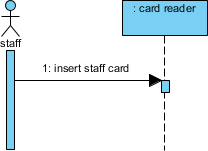 : card reader
staff
1: insert staff card